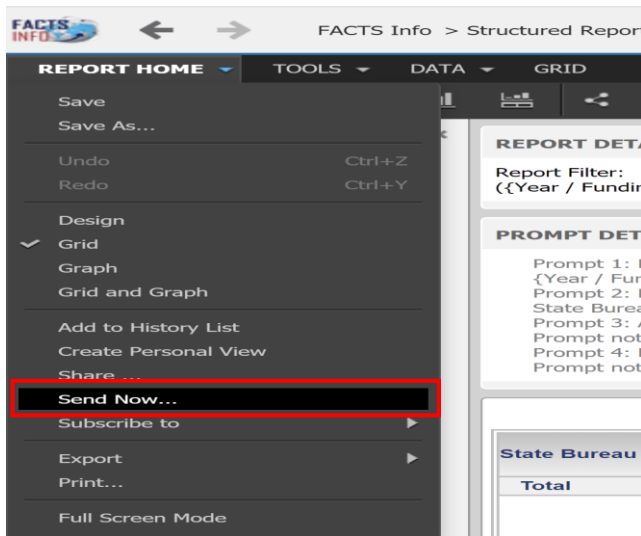 FACTS
INFO
FACTS Info > Structured Report
REPORT HOME TOOLS DATA GRID
Save
Save As...
Undo Ctrl+Z
Redo Ctrl+Y
Design
Grid
Graph
Grid and Graph
Add to History List
Create Personal View
Share ...
Send Now...
Subscribe to
Export
Print...
Full Screen Mode
REPORT DETA
Report Filter:
({Year / Fundin
PROMPT DET
Prompt 1:
{Year / Fun
Prompt 2:
State Burea
Prompt 3:
Prompt not
Prompt 4:
Prompt not
State Bureau
Total